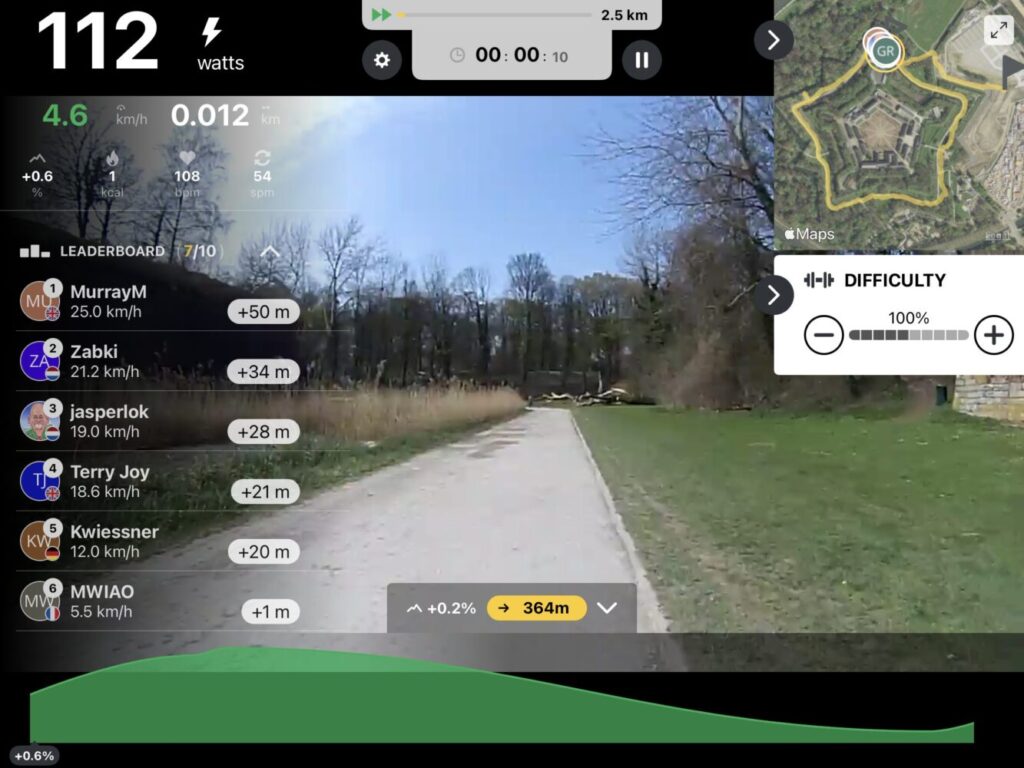 112
watts
2.5 km
00: 00: 10
GR
4.6 km/h 0.012 km
+0.6 1 108 54
% kcal bpm spm
Maps
LEADERBOARD (7/10)
DIFFICULTY
100%
1
MU MurrayM
25.0 km/h +50 m
2
ZA Zabki
21.2 km/h +34 m
3
jasperlok
19.0 km/h +28 m
4
TJ Terry Joy
18.6 km/h +21 m
5
KW Kwiessner
12.0 km/h +20 m
6
MW MWIAO
5.5 km/h +1 m
+0.2% 364m
+0.6%